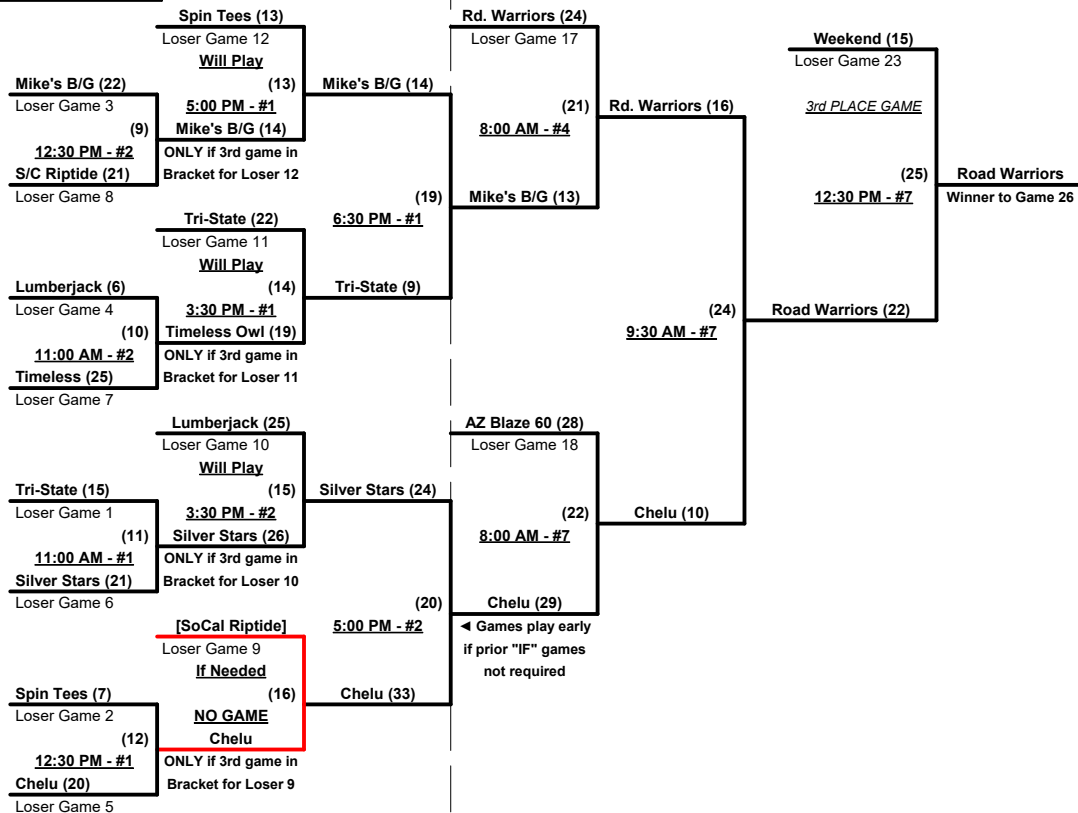 Spin Tees (13)
Loser Game 12
Will Play
(13)
5:00 PM - #1
Mike's B/G (22)
Loser Game 3
(9)
12:30 PM - #2
S/C Riptide (21)
Loser Game 8
Mike's B/G (14)
ONLY if 3rd game in
Bracket for Loser 12
Mike's B/G (14)
Tri-State (22)
Loser Game 11
Will Play
(14)
3:30 PM - #1
Lumberjack (6)
Loser Game 4
(10)
11:00 AM - #2
Timeless (25)
Loser Game 7
Timeless Owl (19)
ONLY if 3rd game in
Bracket for Loser 11
Tri-State (9)
(19)
6:30 PM - #1
Rd. Warriors (24)
Loser Game 17
(21)
8:00 AM - #4
Mike's B/G (13)
Rd. Warriors (16)
Lumberjack (25)
Loser Game 10
Will Play
(15)
3:30 PM - #2
Tri-State (15)
Loser Game 1
(11)
11:00 AM - #1
Silver Stars (21)
Loser Game 6
Silver Stars (26)
ONLY if 3rd game in
Bracket for Loser 10
Silver Stars (24)
[SoCal Riptide]
Loser Game 9
If Needed
(16)
NO GAME
Spin Tees (7)
Loser Game 2
(12)
12:30 PM - #1
Chelu (20)
Loser Game 5
Chelu
ONLY if 3rd game in
Bracket for Loser 9
Chelu (33)
(20)
5:00 PM - #2
AZ Blaze 60 (28)
Loser Game 18
(22)
8:00 AM - #7
Chelu (29)
◄ Games play early
if prior "IF" games
not required
Chelu (10)
(24)
9:30 AM - #7
Weekend (15)
Loser Game 23
3rd PLACE GAME
(25)
12:30 PM - #7
Road Warriors (22)
Road Warriors
Winner to Game 26